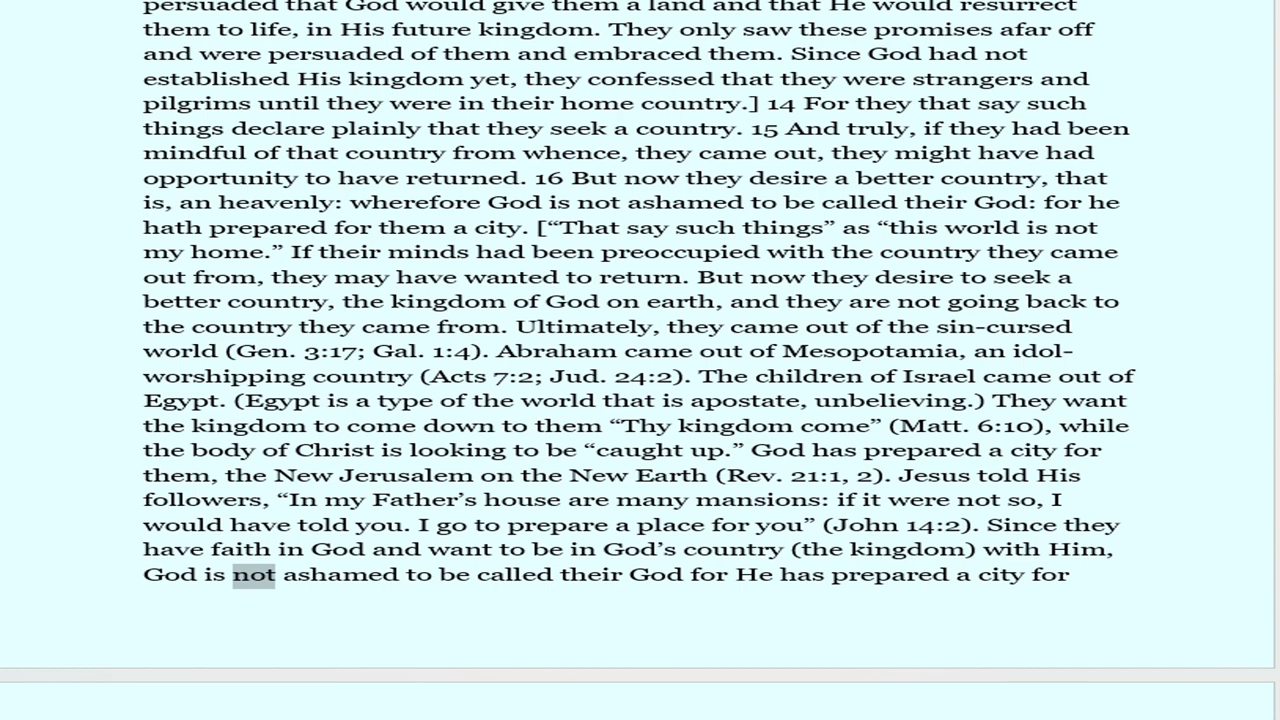 persuaded that God would give them a land and that He would resurrect
them to life, in His future kingdom. They only saw these promises afar off
and were persuaded of them and embraced them. Since God had not
established His kingdom yet, they confessed that they were strangers and
pilgrims until they were in their home country.] 14 For they that say such
things declare plainly that they seek a country. 15 And truly, if they had been
mindful of that country from whence, they came out, they might have had
opportunity to have returned. 16 But now they desire a better country, that
is, an heavenly: wherefore God is not ashamed to be called their God: for he
hath prepared for them a city. [“That say such things” as “this world is not
my home.” If their minds had been preoccupied with the country they came
out from, they may have wanted to return. But now they desire to seek a
better country, the kingdom of God on earth, and they are not going back to
the country they came from. Ultimately, they came out of the sin-cursed
world (Gen. 3:17; Gal. 1:4). Abraham came out of Mesopotamia, an idol-
worshipping country (Acts 7:2; Jud. 24:2). The children of Israel came out of
Egypt. (Egypt is a type of the world that is apostate, unbelieving.) They want
the kingdom to come down to them “Thy kingdom come” (Matt. 6:10), while
the body of Christ is looking to be “caught up.” God has prepared a city for
them, the New Jerusalem on the New Earth (Rev. 21:1, 2). Jesus told His
followers, “In my Father’s house are many mansions: if it were not so, I
would have told you. I go to prepare a place for you” (John 14:2). Since they
have faith in God and want to be in God’s country (the kingdom) with Him,
God is not ashamed to be called their God for He has prepared a city for